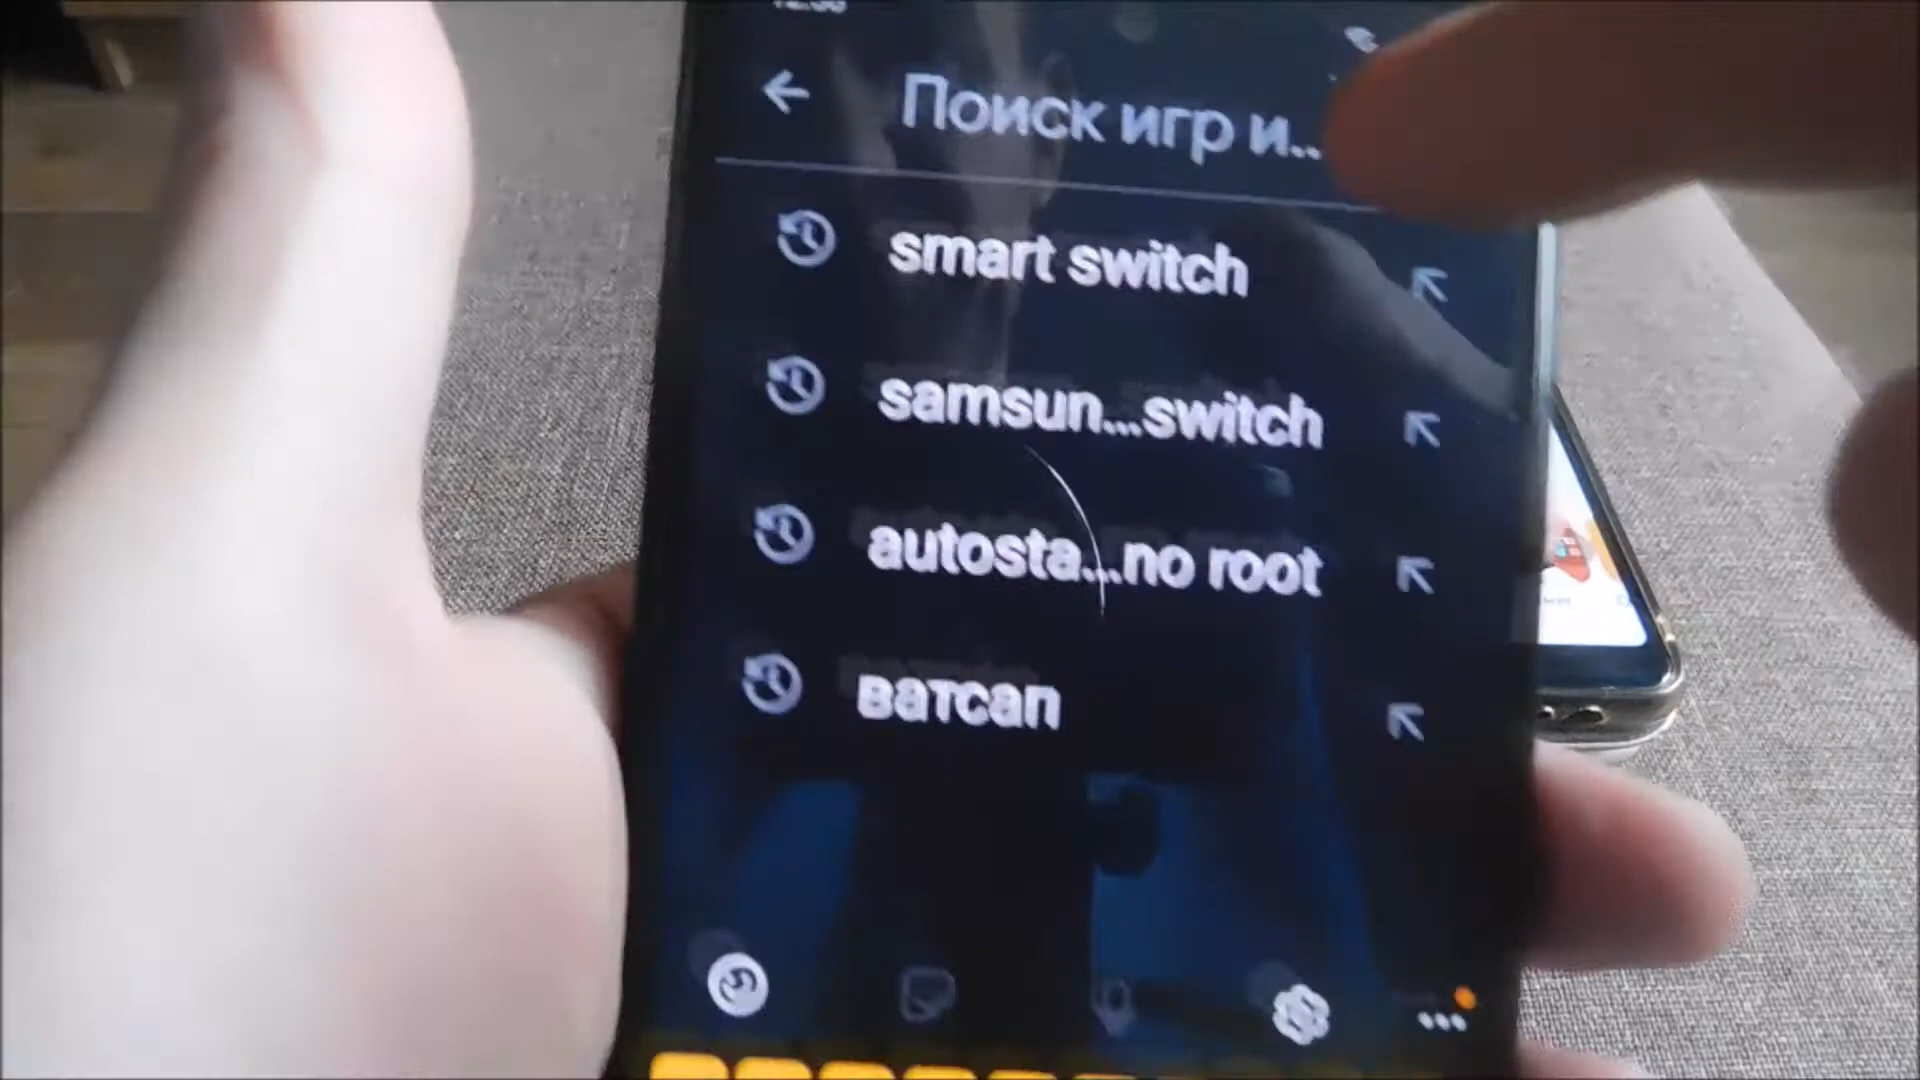 Поиск игр и...
smart switch
samsun...switch
autosta...no root
ватсап